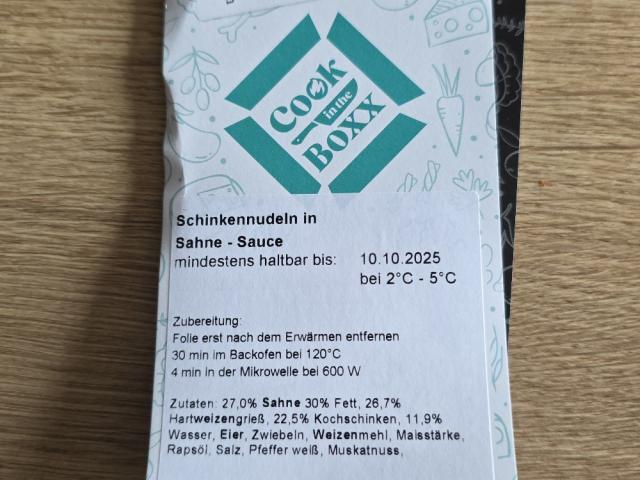 Cook
in the
BOXX
Schinkennudeln in
Sahne - Sauce
mindestens haltbar bis: 10.10.2025
bei 2°C - 5°C
Zubereitung:
Folie erst nach dem Erwärmen entfernen
30 min im Backofen bei 120°C
4 min in der Mikrowelle bei 600 W
Zutaten: 27,0% Sahne 30% Fett, 26,7%
Hartweizengrieß, 22,5% Kochschinken, 11,9%
Wasser, Eier, Zwiebeln, Weizenmehl, Maisstärke,
Rapsöl, Salz, Pfeffer weiß, Muskatnuss,